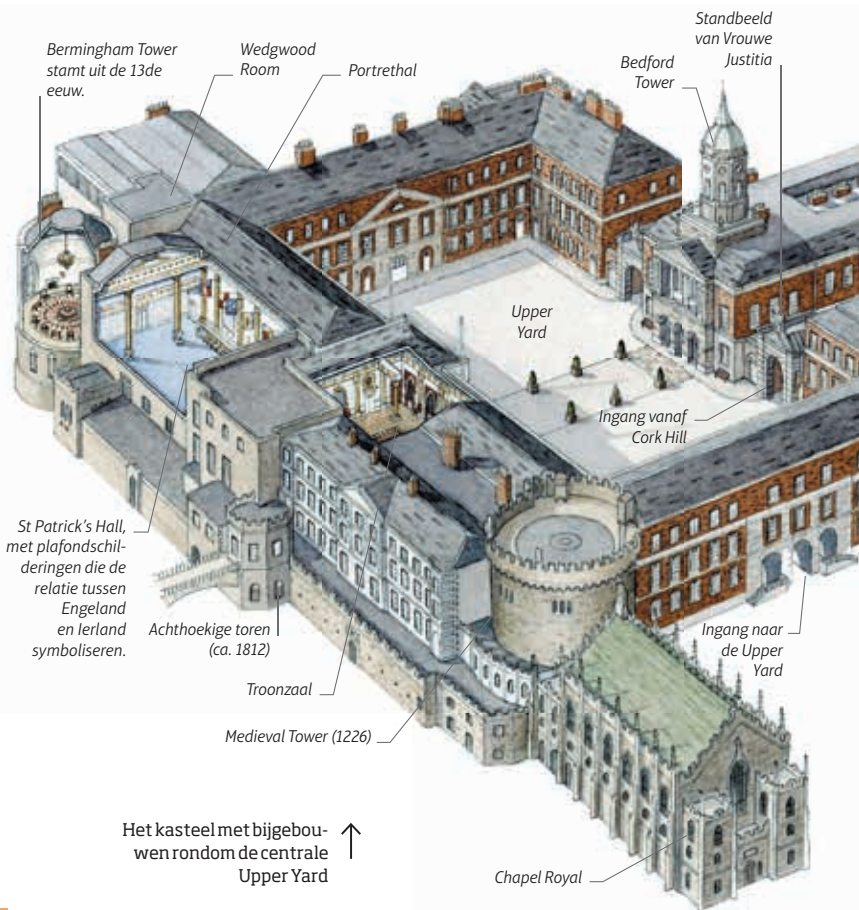 Bermingham Tower
stamt uit de 13de
eeuw.
Wedgwood
Room
Portrethal
Bedford
Tower
Standbeeld
van Vrouwe
Justitia
Upper
Yard
Ingang vanaf
Cork Hill
St Patrick's Hall,
met plafondschil-
deringen die de
relatie tussen
Engeland
en Ierland
symboliseren.
Achthoekige toren
(ca. 1812)
Troonzaal
Medieval Tower (1226)
Ingang naar
de Upper
Yard
Het kasteel met bijgebou-
wen rondom de centrale
Upper Yard
Chapel Royal